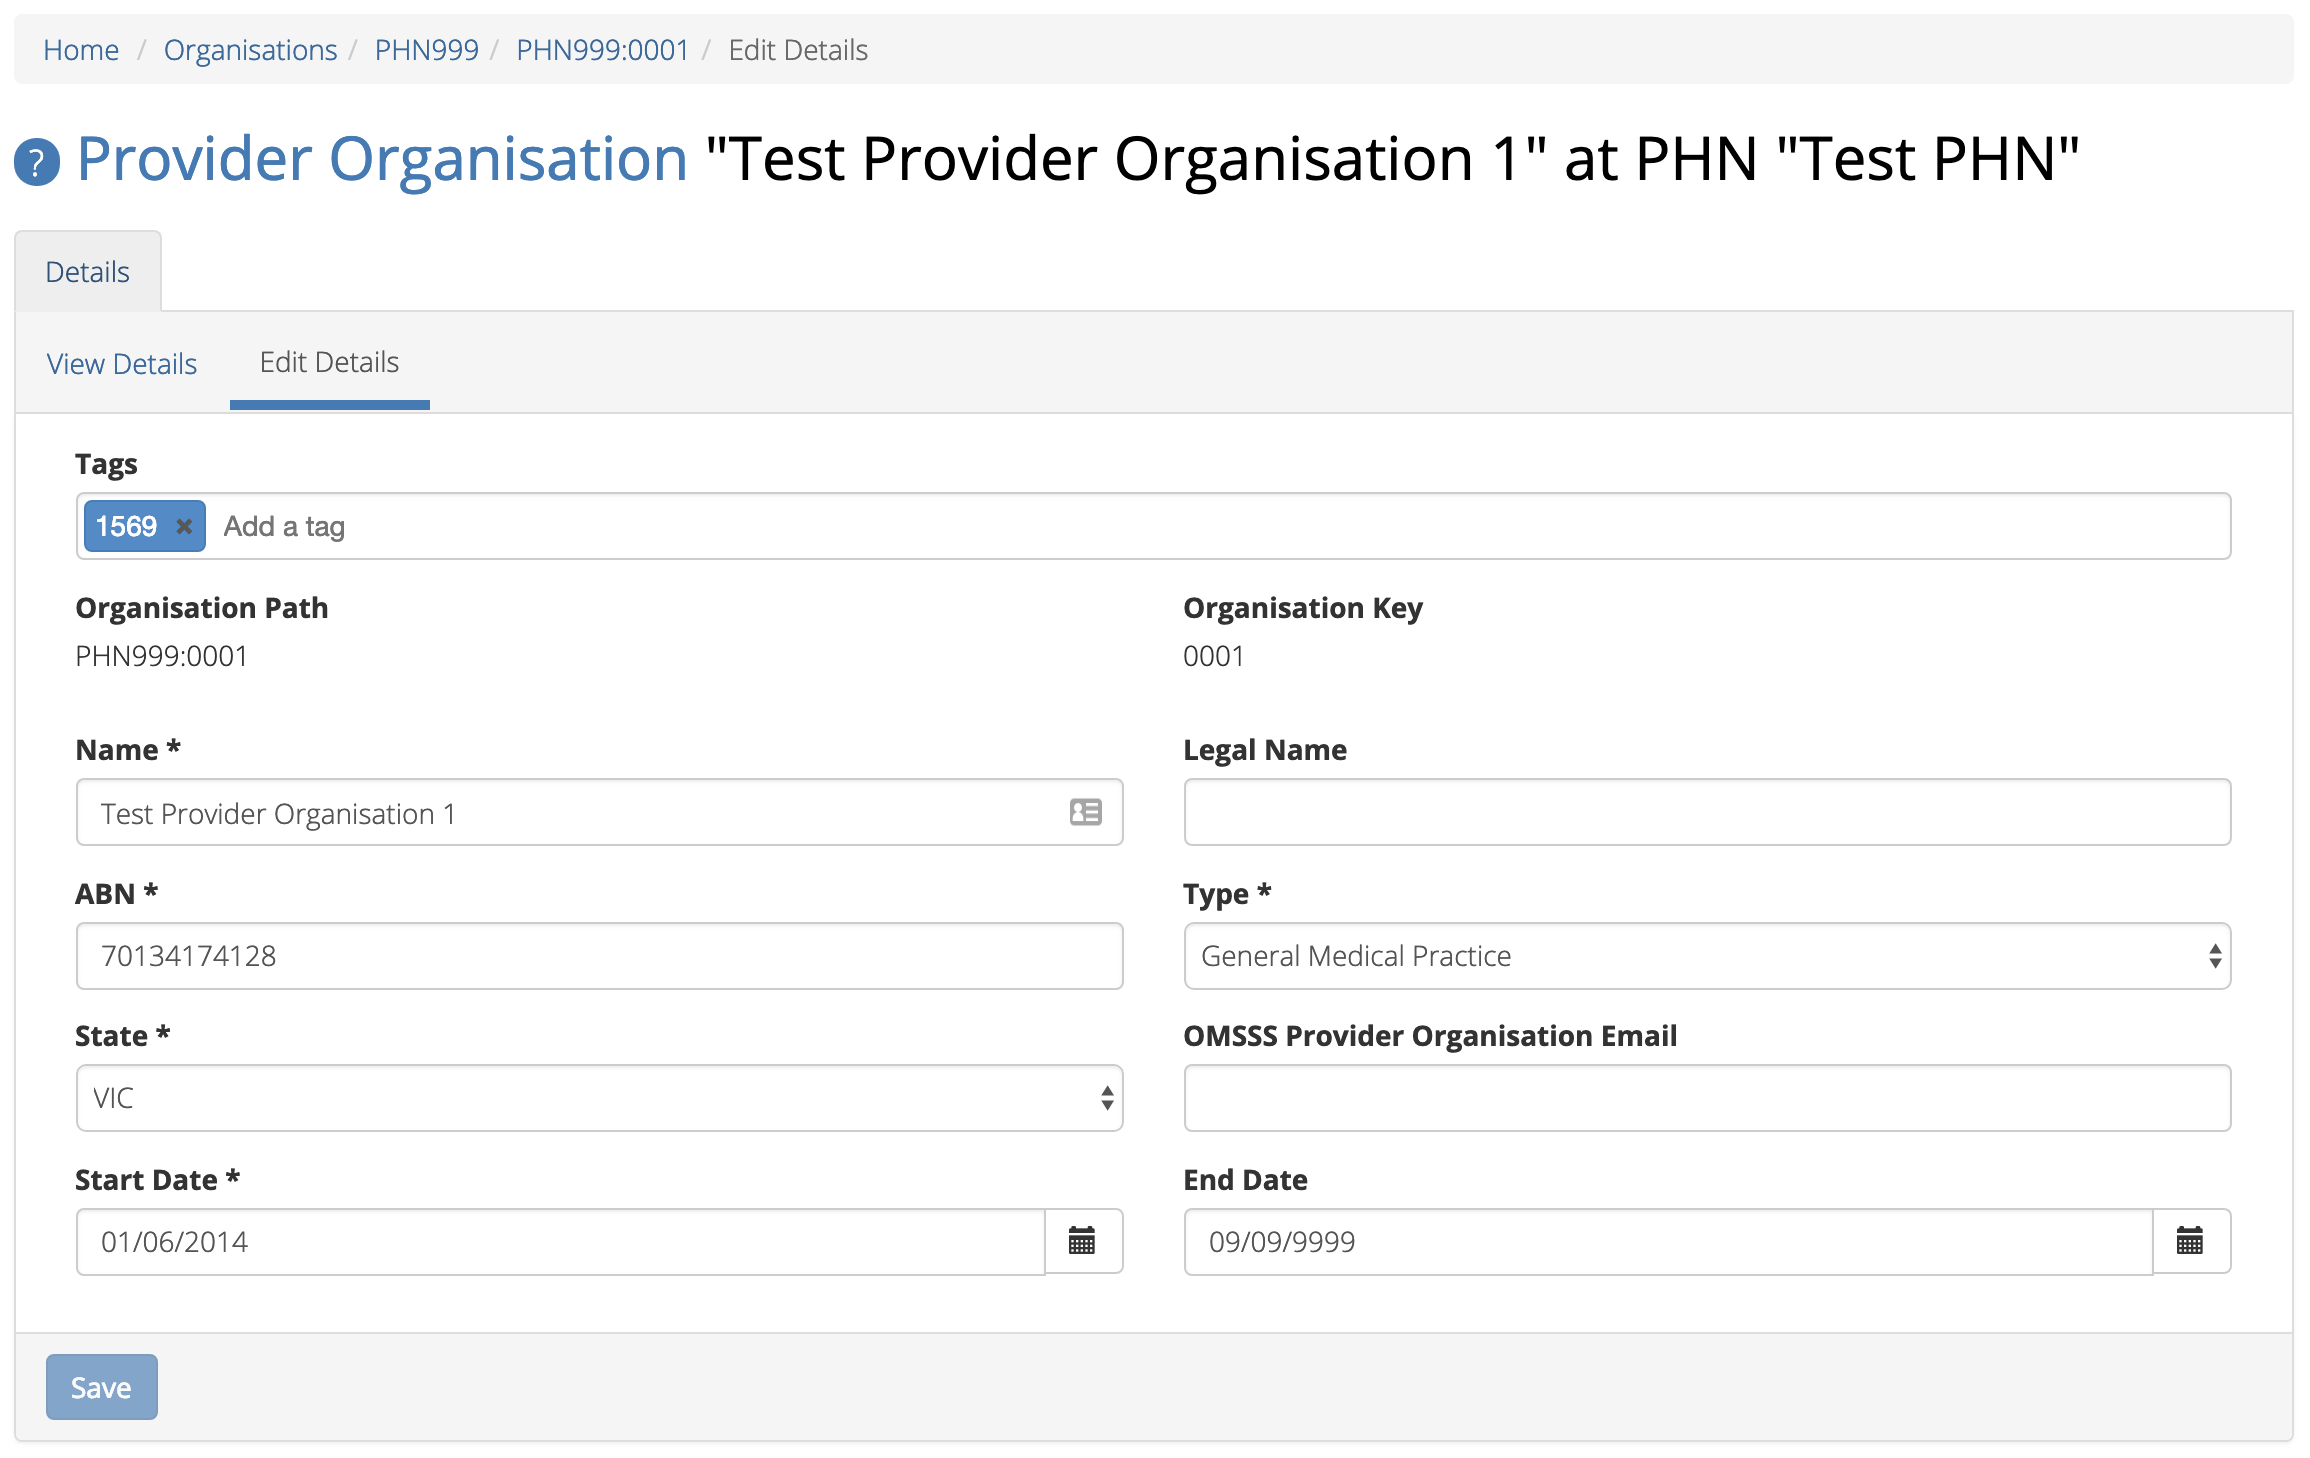 Home / Organisations / PHN999 / PHN999:0001 / Edit Details
? Provider Organisation "Test Provider Organisation 1" at PHN "Test PHN"
Details
View Details Edit Details
Tags
1569 × Add a tag
Organisation Path Organisation Key
PHN999:0001 0001
Name * Legal Name
Test Provider Organisation 1
ABN * Type *
70134174128 General Medical Practice
State * OMSSS Provider Organisation Email
VIC
Start Date * End Date
01/06/2014 09/09/9999
Save